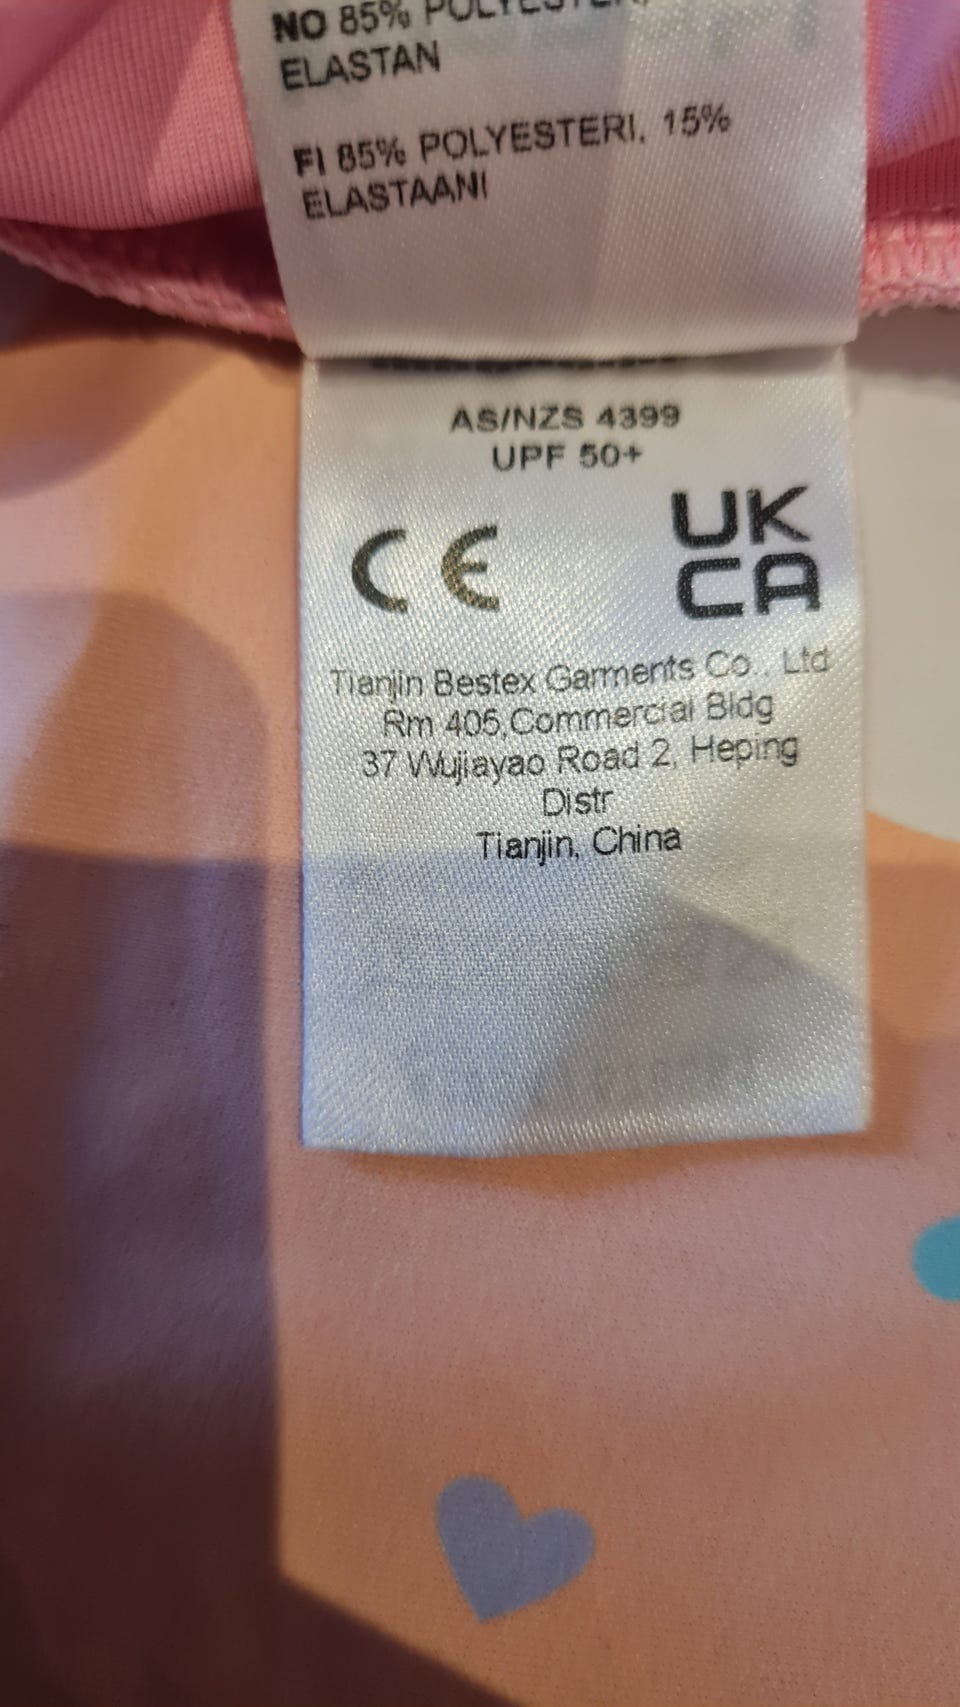 NO 85% POLYESTER,
ELASTAN
FI 85% POLYESTERI, 15%
ELASTAANI
AS/NZS 4399
UPF 50+
CE
UK
CA
Tianjin Bestex Garments Co., Ltd
Rm 405,Commercial Bldg
37 Wujiayao Road 2, Heping
Distr
Tianjin, China